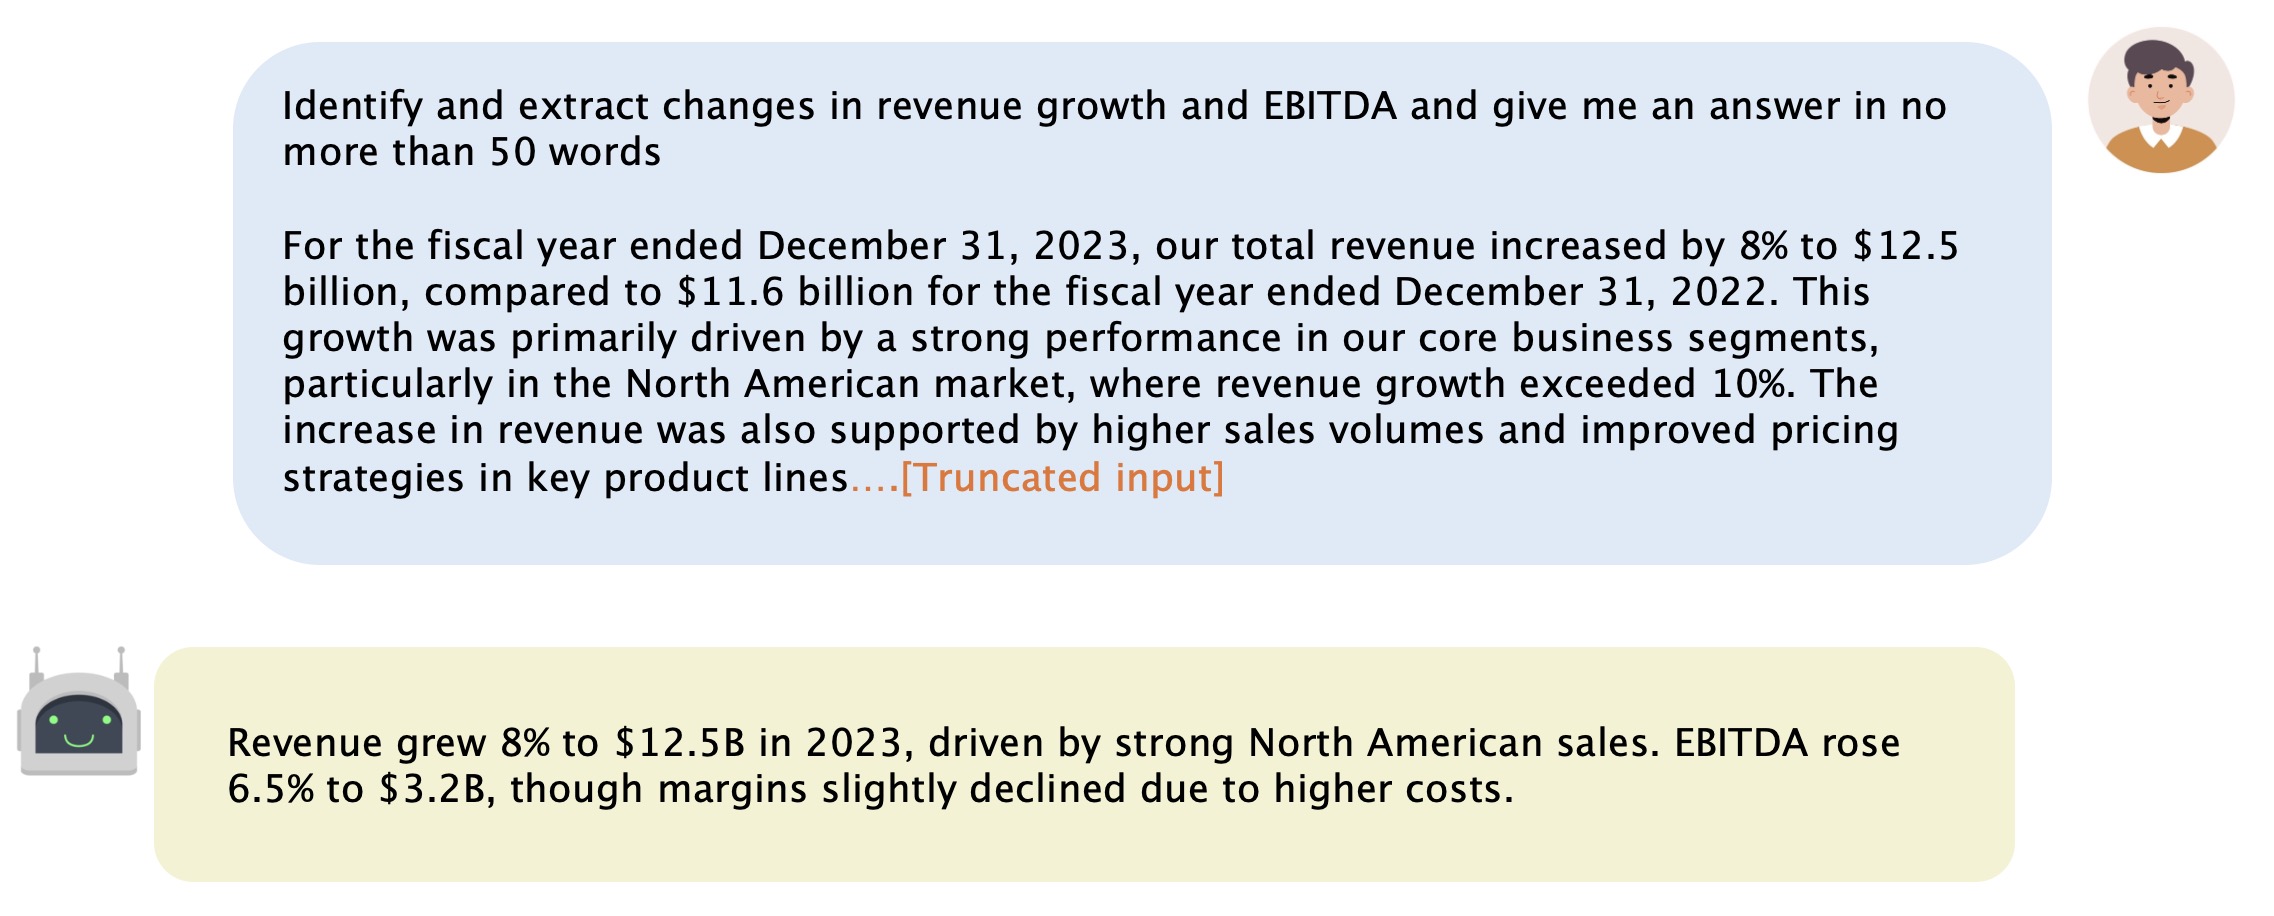 Identify and extract changes in revenue growth and EBITDA and give me an answer in no
more than 50 words
For the fiscal year ended December 31, 2023, our total revenue increased by 8% to $12.5
billion, compared to $11.6 billion for the fiscal year ended December 31, 2022. This
growth was primarily driven by a strong performance in our core business segments,
particularly in the North American market, where revenue growth exceeded 10%. The
increase in revenue was also supported by higher sales volumes and improved pricing
strategies in key product lines....[Truncated input]
Revenue grew 8% to $12.5B in 2023, driven by strong North American sales. EBITDA rose
6.5% to $3.2B, though margins slightly declined due to higher costs.